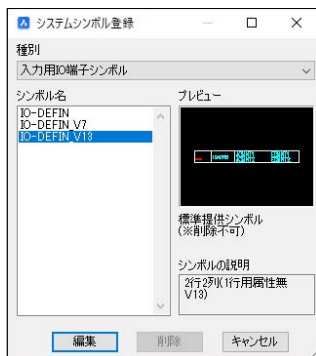 システムシンボル登録
種別
入力用IO端子シンボル
シンボル名
プレビュー
IO-DEFIN
IO-DEFIN_V7
IO-DEFIN_V13
標準提供シンボル
(※削除不可)
シンボルの説明
2行2列(1行用属性無
V13)
編集
削除
キャンセル